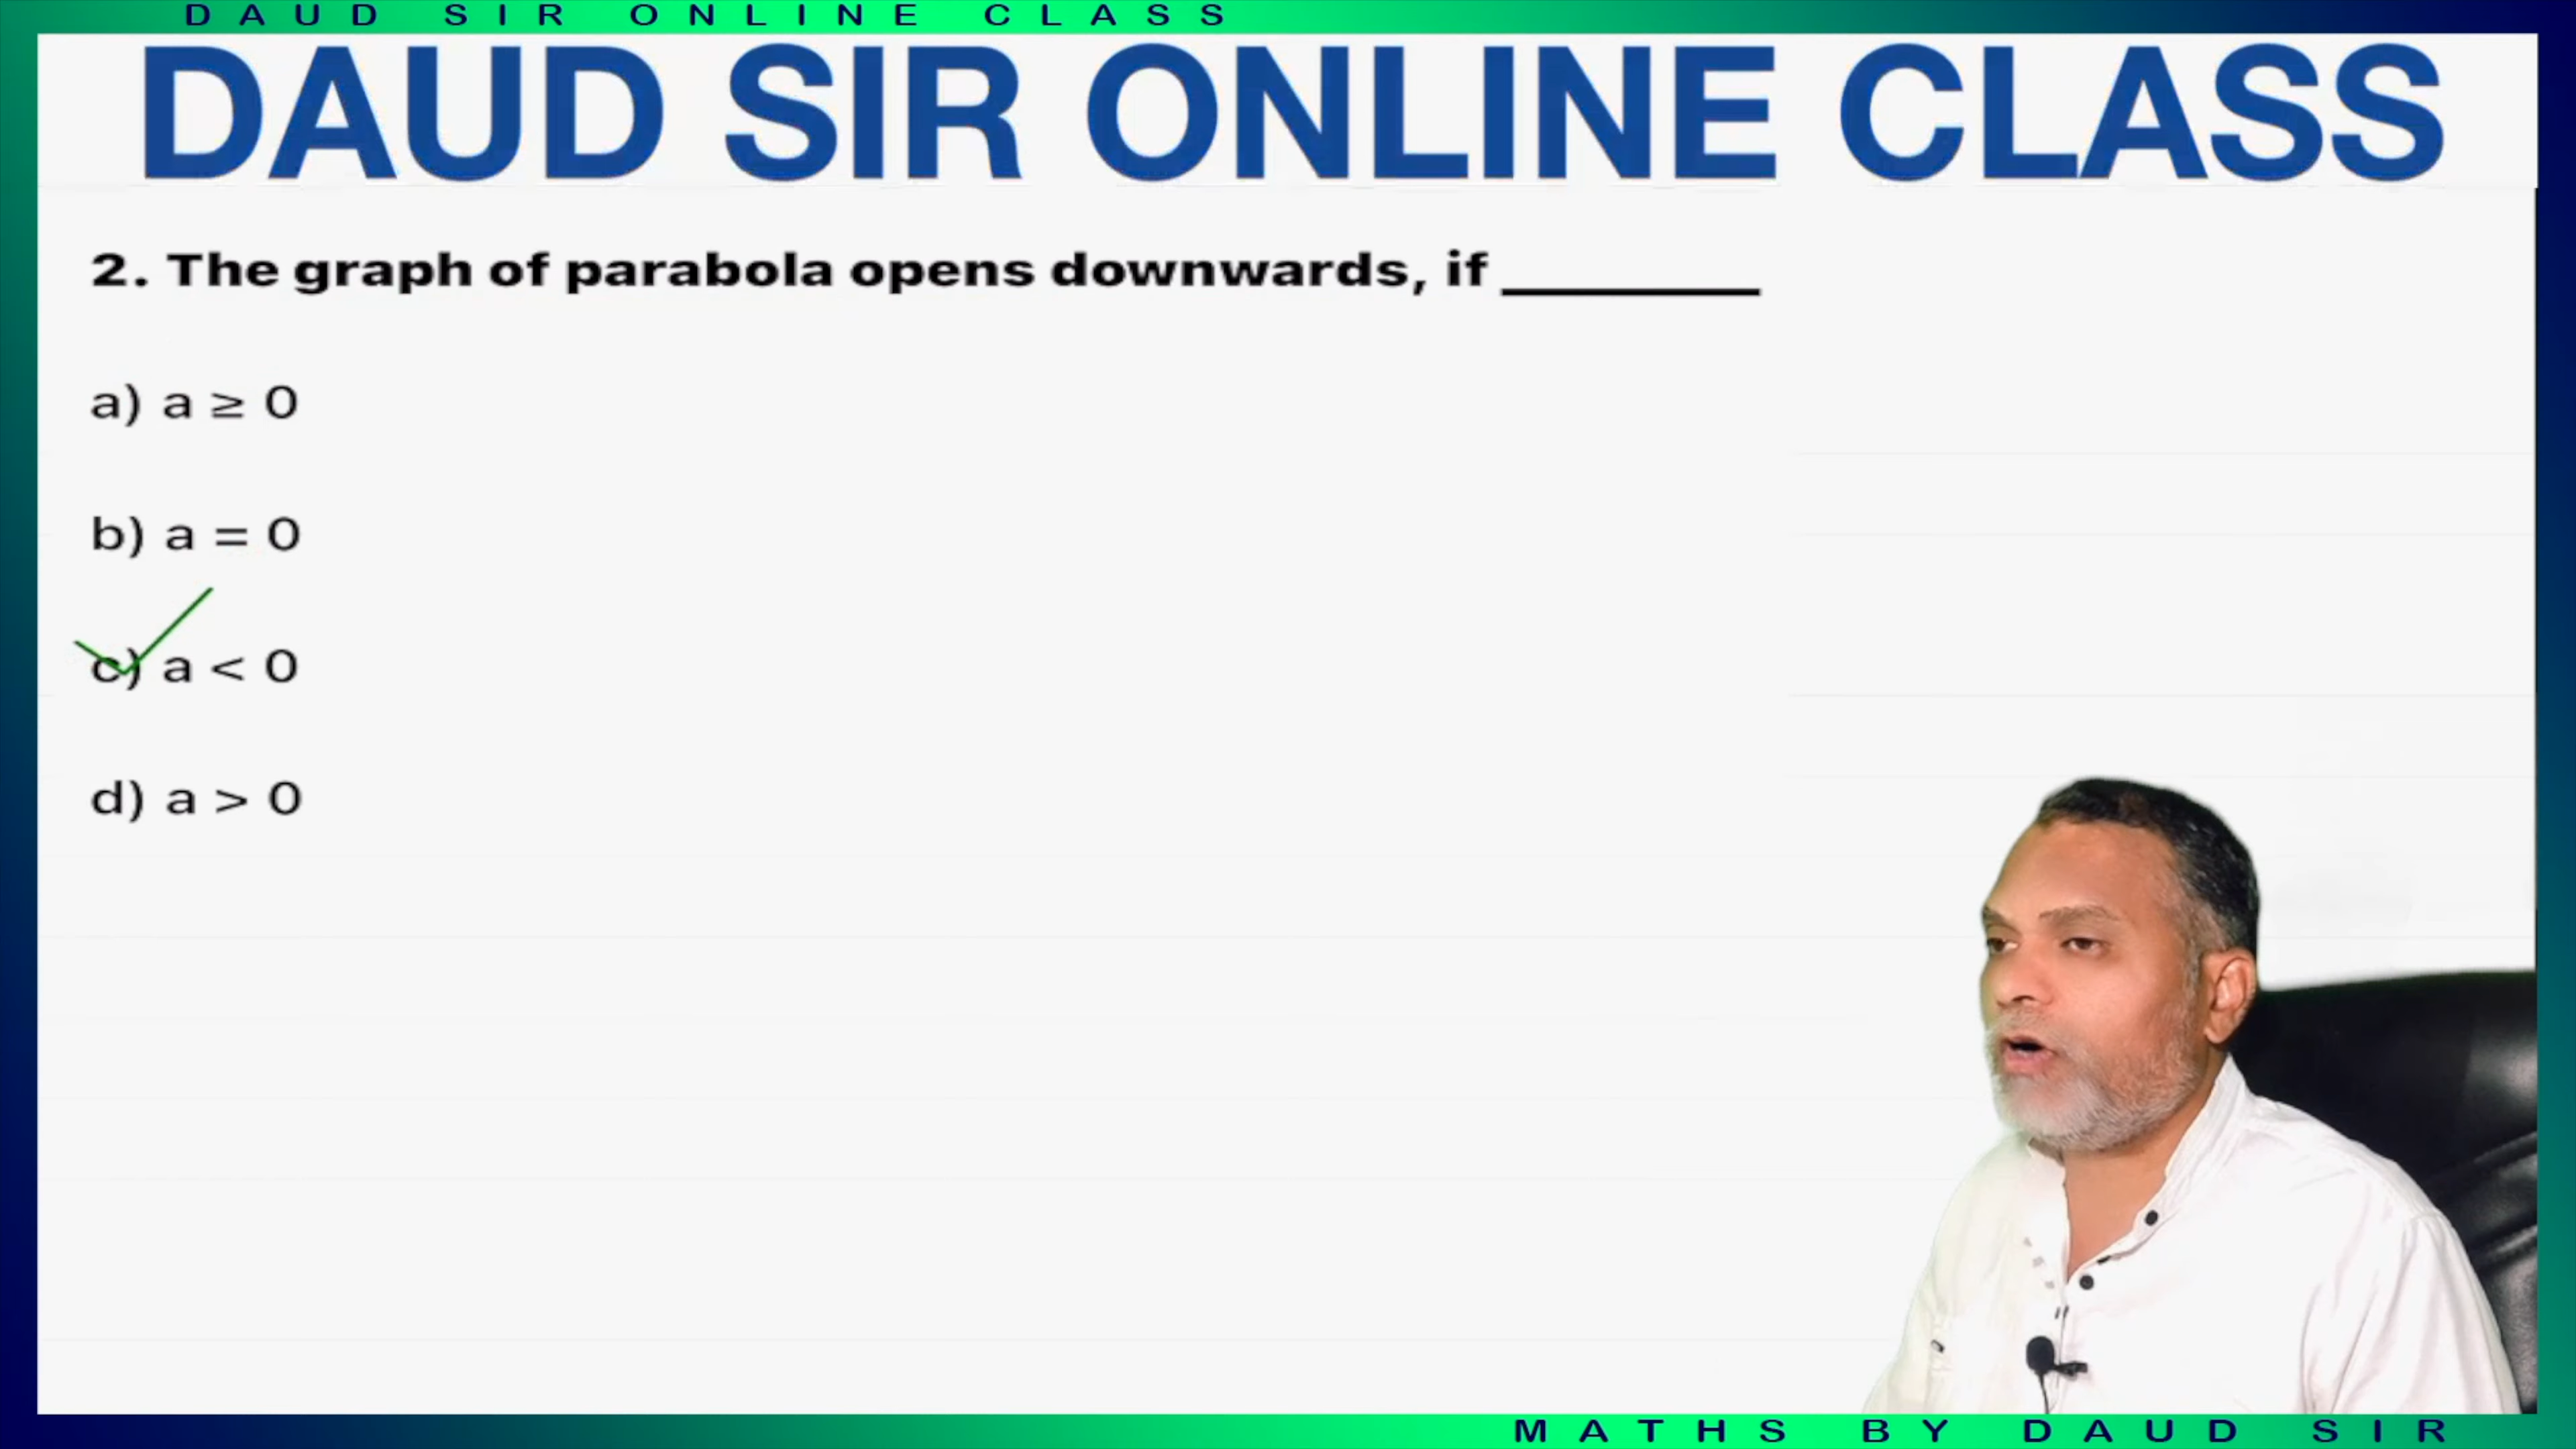 DAUD SIR ONLINE CLASS
DAUD SIR ONLINE CLASS
2. The graph of parabola opens downwards, if ________
a) a ≥ 0
b) a = 0
c) a < 0
d) a > 0
MATHS BY DAUD SIR